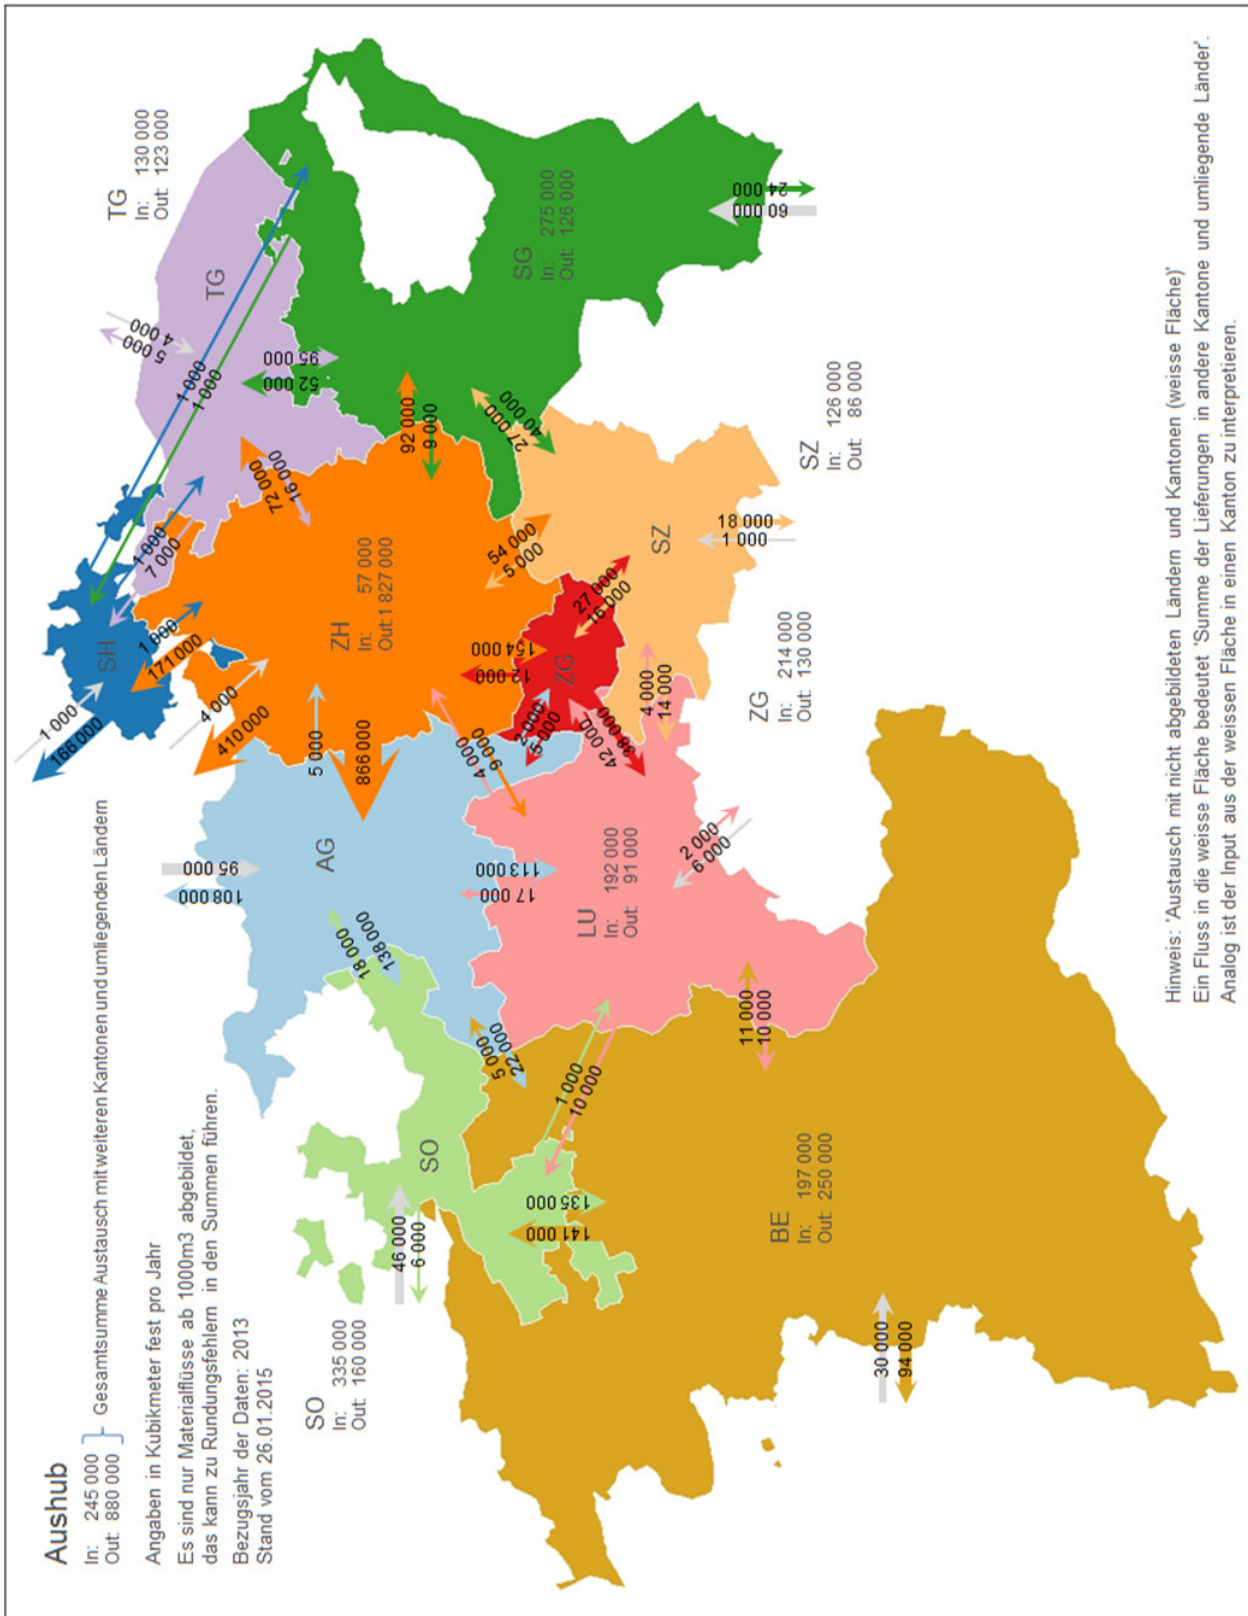 Aushub
In: 245 000
Out: 880 000
Gesamtsumme Austausch mit weiteren Kantonen und umliegenden Ländern
Angaben in Kubikmeter fest pro Jahr
Es sind nur Materialflüsse ab 1000m3 abgebildet,
das kann zu Rundungsfehlern in den Summen führen.
Bezugsjahr der Daten: 2013
Stand vom 26.01.2015
SO
In: 335 000
Out: 160 000
46 000
6 000
SO
141 000
135 000
1 000
10 000
BE
In: 197 000
Out: 250 000
30 000
94 000
11 000
10 000
5 000
22 000
18 000
138 000
108 000
95 000
AG
17 000
113 000
LU
In: 192 000
Out: 91 000
2 000
6 000
5 000
866 000
4 000
9 000
410 000
4 000
1 000
166 000
SH
171 000
1 000
1 000
7 000
ZH
In: 57 000
Out:1 827 000
12 000
154 000
ZG
5 000
42 000
38 000
4 000
14 000
ZG
In: 214 000
Out: 130 000
27 000
16 000
54 000
5 000
SZ
1 000
18 000
SZ
In: 126 000
Out: 86 000
72 000
16 000
92 000
6 000
27 000
40 000
52 000
95 000
1 000
1 000
5 000
4 000
TG
TG
In: 130 000
Out: 123 000
SG
In: 275 000
Out: 126 000
60 000
24 000
Hinweis: 'Austausch mit nicht abgebildeten Ländern und Kantonen (weisse Fläche)'
Ein Fluss in die weisse Fläche bedeutet 'Summe der Lieferungen in andere Kantone und umliegende Länder'.
Analog ist der Input aus der weissen Fläche in einen Kanton zu interpretieren.